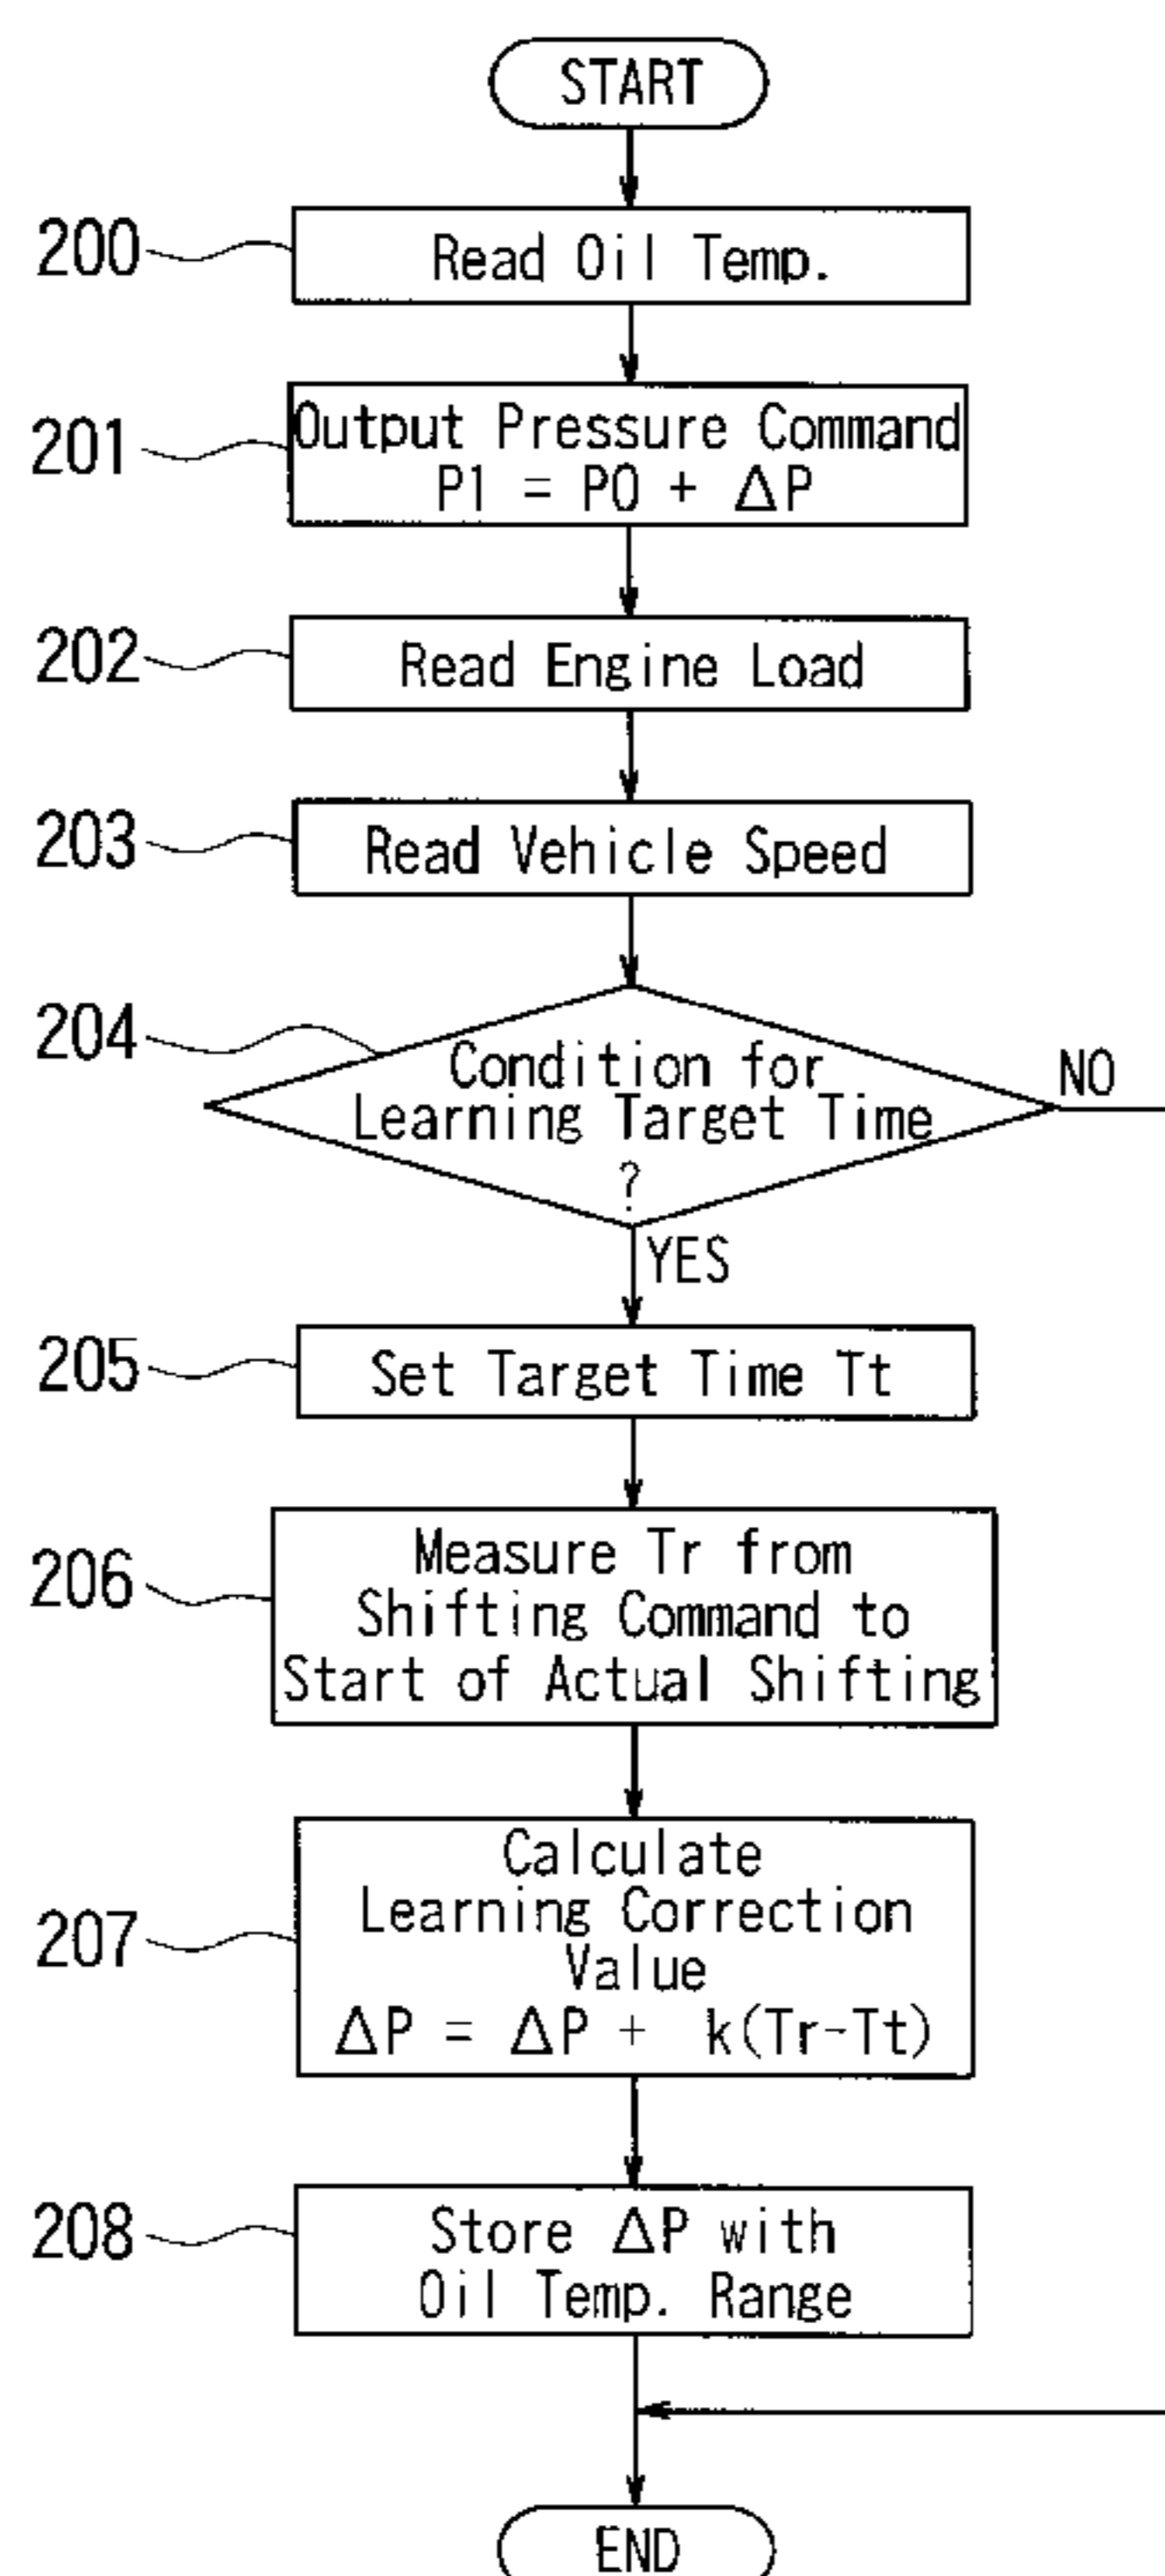 START
200
Read Oil Temp.
201
Output Pressure Command
P1 = P0 + ΔP
202
Read Engine Load
203
Read Vehicle Speed
204
Condition for
Learning Target Time
?
NO
YES
205
Set Target Time Tt
206
Measure Tr from
Shifting Command to
Start of Actual Shifting
207
Calculate
Learning Correction
Value
ΔP = ΔP + k(Tr-Tt)
208
Store ΔP with
Oil Temp. Range
END